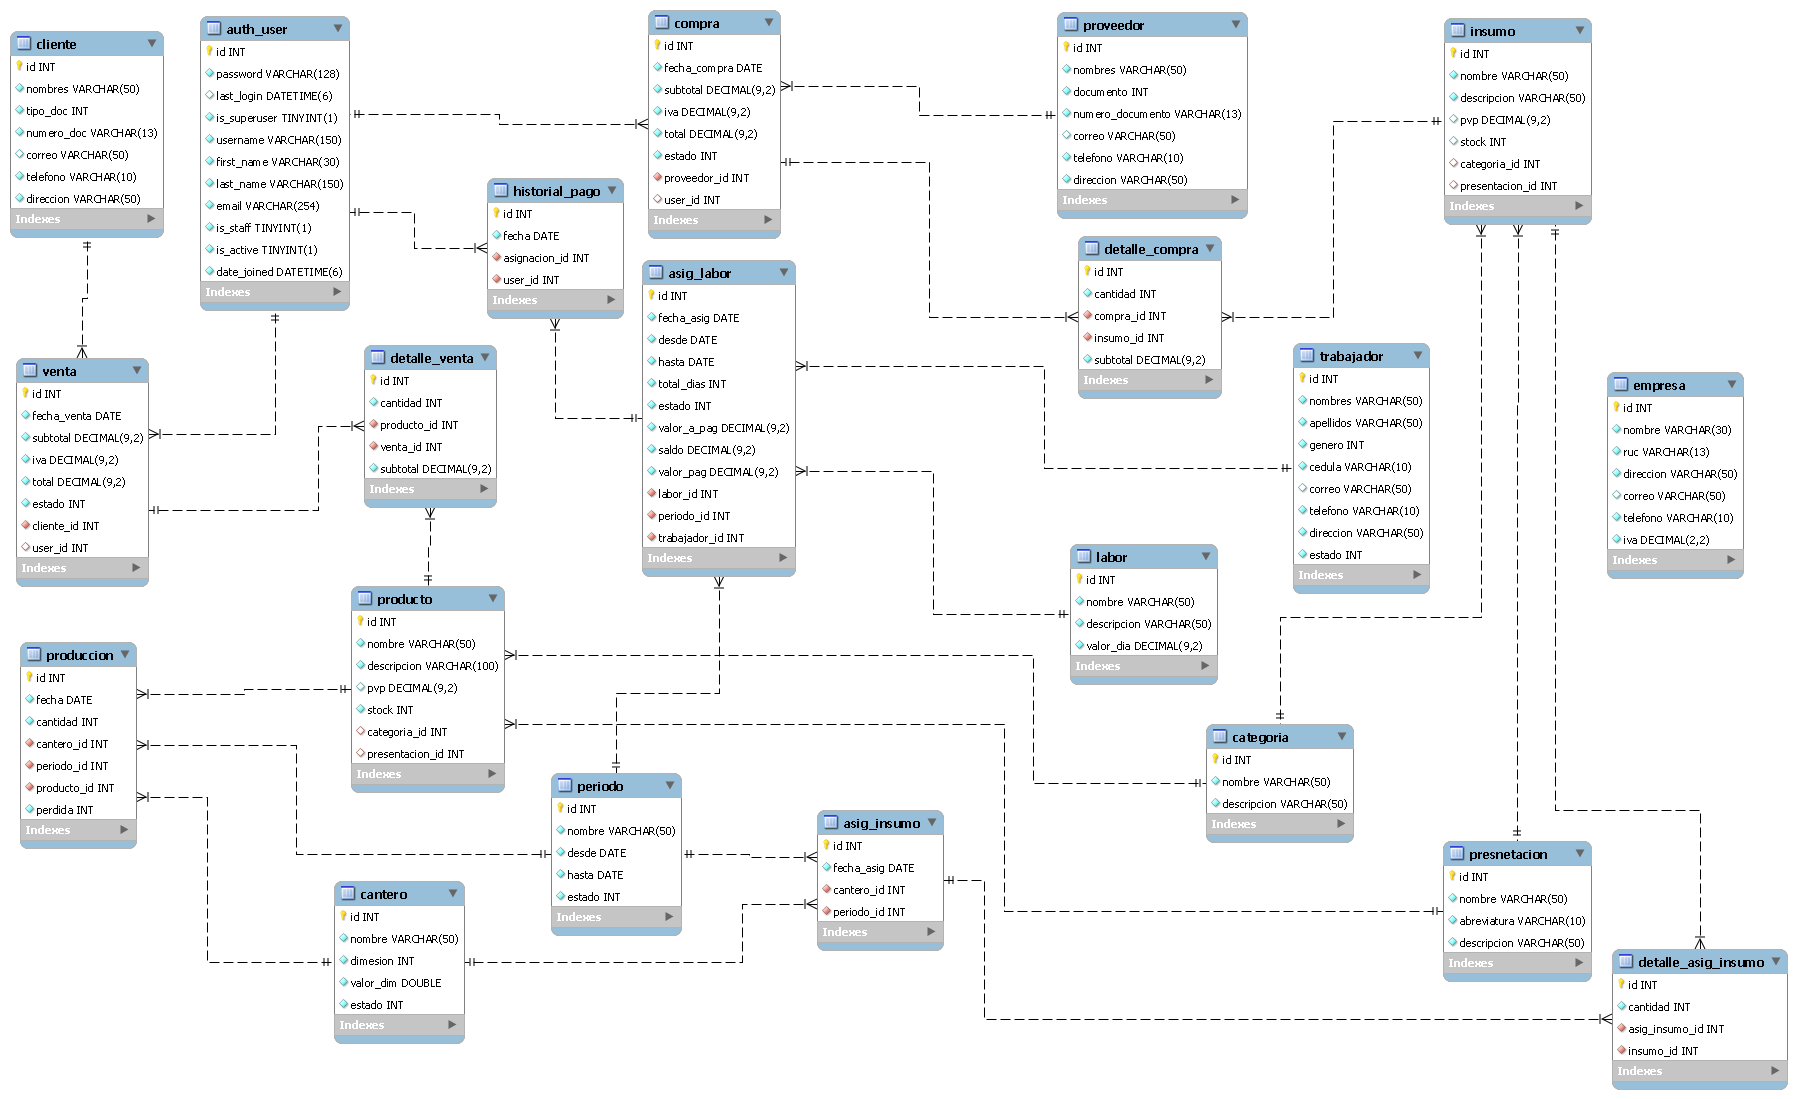 cliente
id INT
nombres VARCHAR(50)
tipo_doc INT
numero_doc VARCHAR(13)
correo VARCHAR(50)
telefono VARCHAR(10)
direccion VARCHAR(50)
Indexes
auth_user
id INT
password VARCHAR(128)
last_login DATETIME(6)
is_superuser TINYINT(1)
username VARCHAR(150)
first_name VARCHAR(30)
last_name VARCHAR(150)
email VARCHAR(254)
is_staff TINYINT(1)
is_active TINYINT(1)
date_joined DATETIME(6)
Indexes
compra
id INT
fecha_compra DATE
subtotal DECIMAL(9,2)
iva DECIMAL(9,2)
total DECIMAL(9,2)
estado INT
proveedor_id INT
user_id INT
Indexes
proveedor
id INT
nombres VARCHAR(50)
documento INT
numero_documento VARCHAR(13)
correo VARCHAR(50)
telefono VARCHAR(10)
direccion VARCHAR(50)
Indexes
insumo
id INT
nombre VARCHAR(50)
descripcion VARCHAR(50)
pvp DECIMAL(9,2)
stock INT
categoria_id INT
presentacion_id INT
Indexes
historial_pago
id INT
fecha DATE
asignacion_id INT
user_id INT
Indexes
detalle_compra
id INT
cantidad INT
compra_id INT
insumo_id INT
subtotal DECIMAL(9,2)
Indexes
asig_labor
id INT
fecha_asig DATE
desde DATE
hasta DATE
total_dias INT
estado INT
valor_a_pag DECIMAL(9,2)
saldo DECIMAL(9,2)
valor_pag DECIMAL(9,2)
labor_id INT
periodo_id INT
trabajador_id INT
Indexes
trabajador
id INT
nombres VARCHAR(50)
apellidos VARCHAR(50)
genero INT
cedula VARCHAR(10)
correo VARCHAR(50)
telefono VARCHAR(10)
direccion VARCHAR(50)
estado INT
Indexes
empresa
id INT
nombre VARCHAR(30)
ruc VARCHAR(13)
direccion VARCHAR(50)
correo VARCHAR(50)
telefono VARCHAR(10)
iva DECIMAL(2,2)
Indexes
venta
id INT
fecha_venta DATE
subtotal DECIMAL(9,2)
iva DECIMAL(9,2)
total DECIMAL(9,2)
estado INT
cliente_id INT
user_id INT
Indexes
detalle_venta
id INT
cantidad INT
producto_id INT
venta_id INT
subtotal DECIMAL(9,2)
Indexes
labor
id INT
nombre VARCHAR(50)
descripcion VARCHAR(50)
valor_dia DECIMAL(9,2)
Indexes
producto
id INT
nombre VARCHAR(50)
descripcion VARCHAR(100)
pvp DECIMAL(9,2)
stock INT
categoria_id INT
presentacion_id INT
Indexes
produccion
id INT
fecha DATE
cantidad INT
cantero_id INT
periodo_id INT
producto_id INT
perdida INT
Indexes
categoria
id INT
nombre VARCHAR(50)
descripcion VARCHAR(50)
Indexes
periodo
id INT
nombre VARCHAR(50)
desde DATE
hasta DATE
estado INT
Indexes
asig_insumo
id INT
fecha_asig DATE
cantero_id INT
periodo_id INT
Indexes
presnetacion
id INT
nombre VARCHAR(50)
abreviatura VARCHAR(10)
descripcion VARCHAR(50)
Indexes
cantero
id INT
nombre VARCHAR(50)
dimesion INT
valor_dim DOUBLE
estado INT
Indexes
detalle_asig_insumo
id INT
cantidad INT
asig_insumo_id INT
insumo_id INT
Indexes